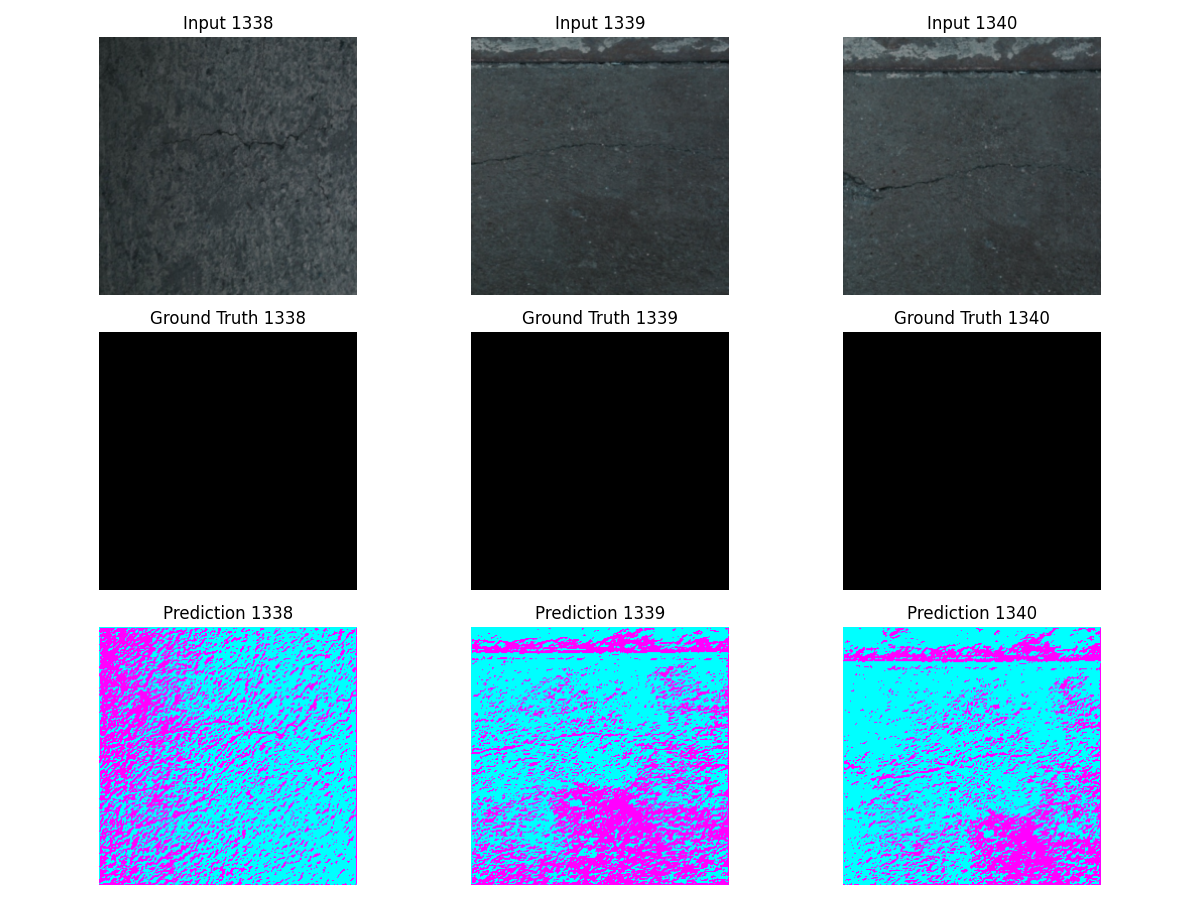 Input 1338
Input 1339
Input 1340
Ground Truth 1338
Ground Truth 1339
Ground Truth 1340
Prediction 1338
Prediction 1339
Prediction 1340